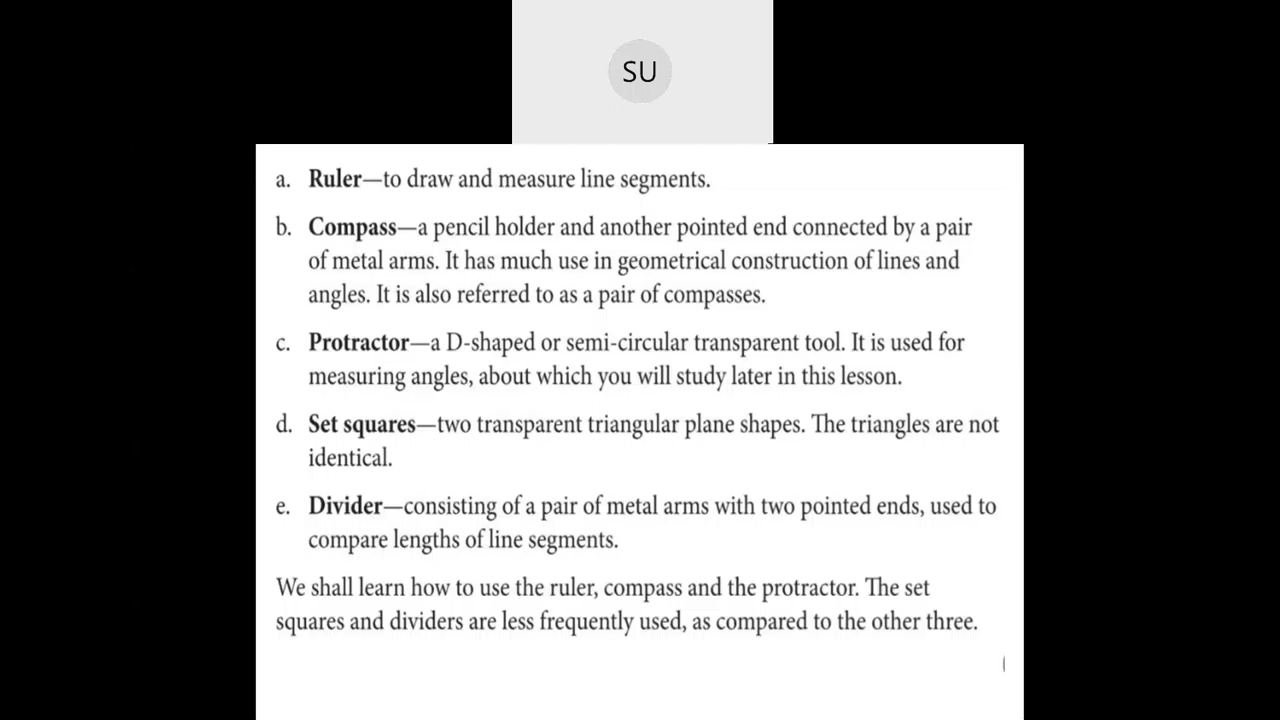 SU
a. Ruler—to draw and measure line segments.
b. Compass—a pencil holder and another pointed end connected by a pair
of metal arms. It has much use in geometrical construction of lines and
angles. It is also referred to as a pair of compasses.
c. Protractor—a D-shaped or semi-circular transparent tool. It is used for
measuring angles, about which you will study later in this lesson.
d. Set squares—two transparent triangular plane shapes. The triangles are not
identical.
e. Divider—consisting of a pair of metal arms with two pointed ends, used to
compare lengths of line segments.
We shall learn how to use the ruler, compass and the protractor. The set
squares and dividers are less frequently used, as compared to the other three.